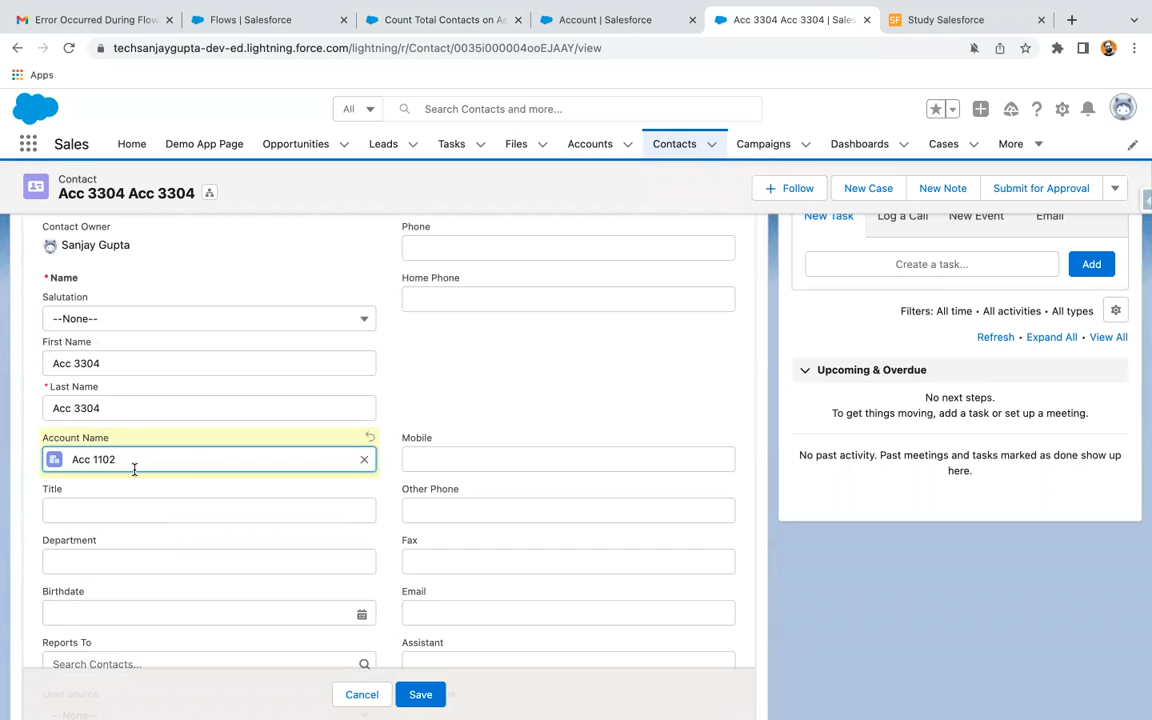 Error Occurred During Flow
Flows | Salesforce
Count Total Contacts on A
Account | Salesforce
Acc 3304 Acc 3304 | Sales
Study Salesforce
techsanjaygupta-dev-ed.lightning.force.com/lightning/r/Contact/0035i000004ooEJAAY/view
Apps
All
Search Contacts and more...
Sales
Home
Demo App Page
Opportunities
Leads
Tasks
Files
Accounts
Contacts
Campaigns
Dashboards
Cases
More
Contact
Acc 3304 Acc 3304
Follow
New Case
New Note
Submit for Approval
Contact Owner
Sanjay Gupta
Phone
*Name
Home Phone
Salutation
--None--
First Name
Acc 3304
*Last Name
Acc 3304
Account Name
Acc 1102
Mobile
Title
Other Phone
Department
Fax
Birthdate
Email
Reports To
Search Contacts...
Assistant
Lead Source
--None--
Cancel
Save
New Task
Log a Call
New Event
Email
Create a task...
Add
Filters: All time • All activities • All types
Refresh • Expand All • View All
Upcoming & Overdue
No next steps.
To get things moving, add a task or set up a meeting.
No past activity. Past meetings and tasks marked as done show up
here.